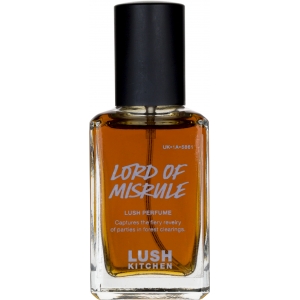 LORD OF
MISRULE
LUSH PERFUME
Captures the fiery revelry
of parties in forest clearings.
LUSH
KITCHEN